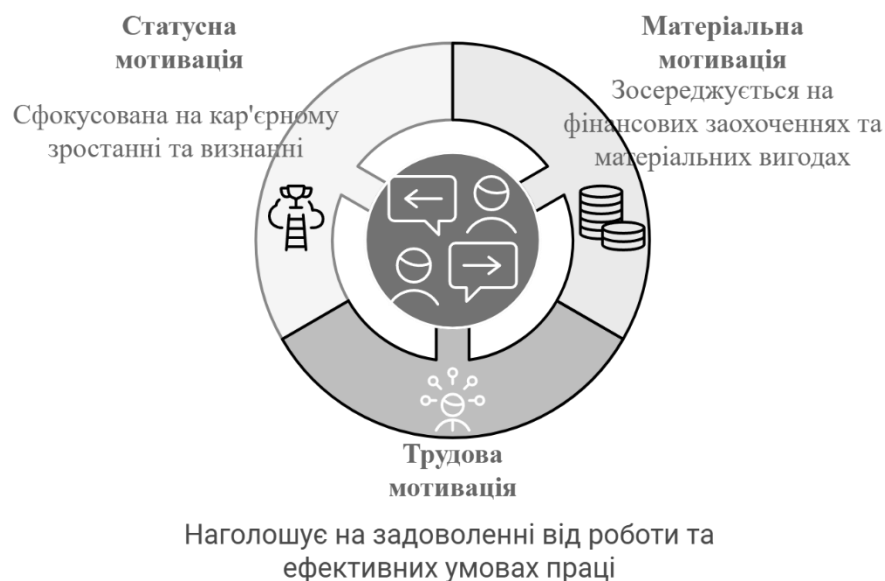 Статусна
мотивація
Сфокусована на кар'єрному
зростанні та визнанні
Матеріальна
мотивація
Зосереджується на
фінансових заохоченнях та
матеріальних вигодах
Трудова
мотивація
Наголошує на задоволенні від роботи та
ефективних умовах праці